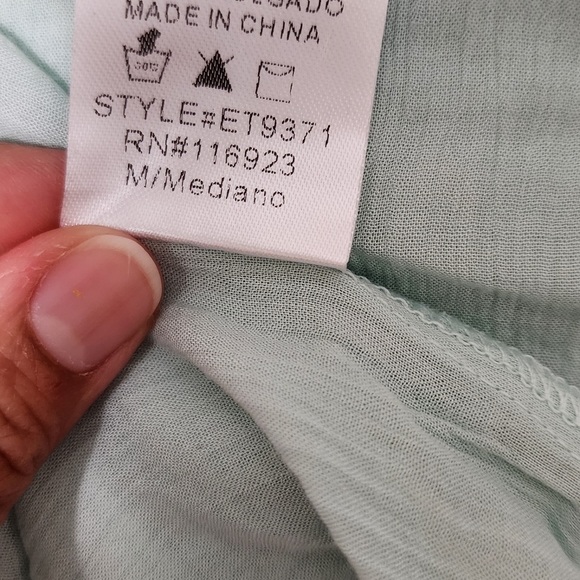 MADE IN CHINA
30°C
STYLE#ET9371
RN#116923
M/Mediano